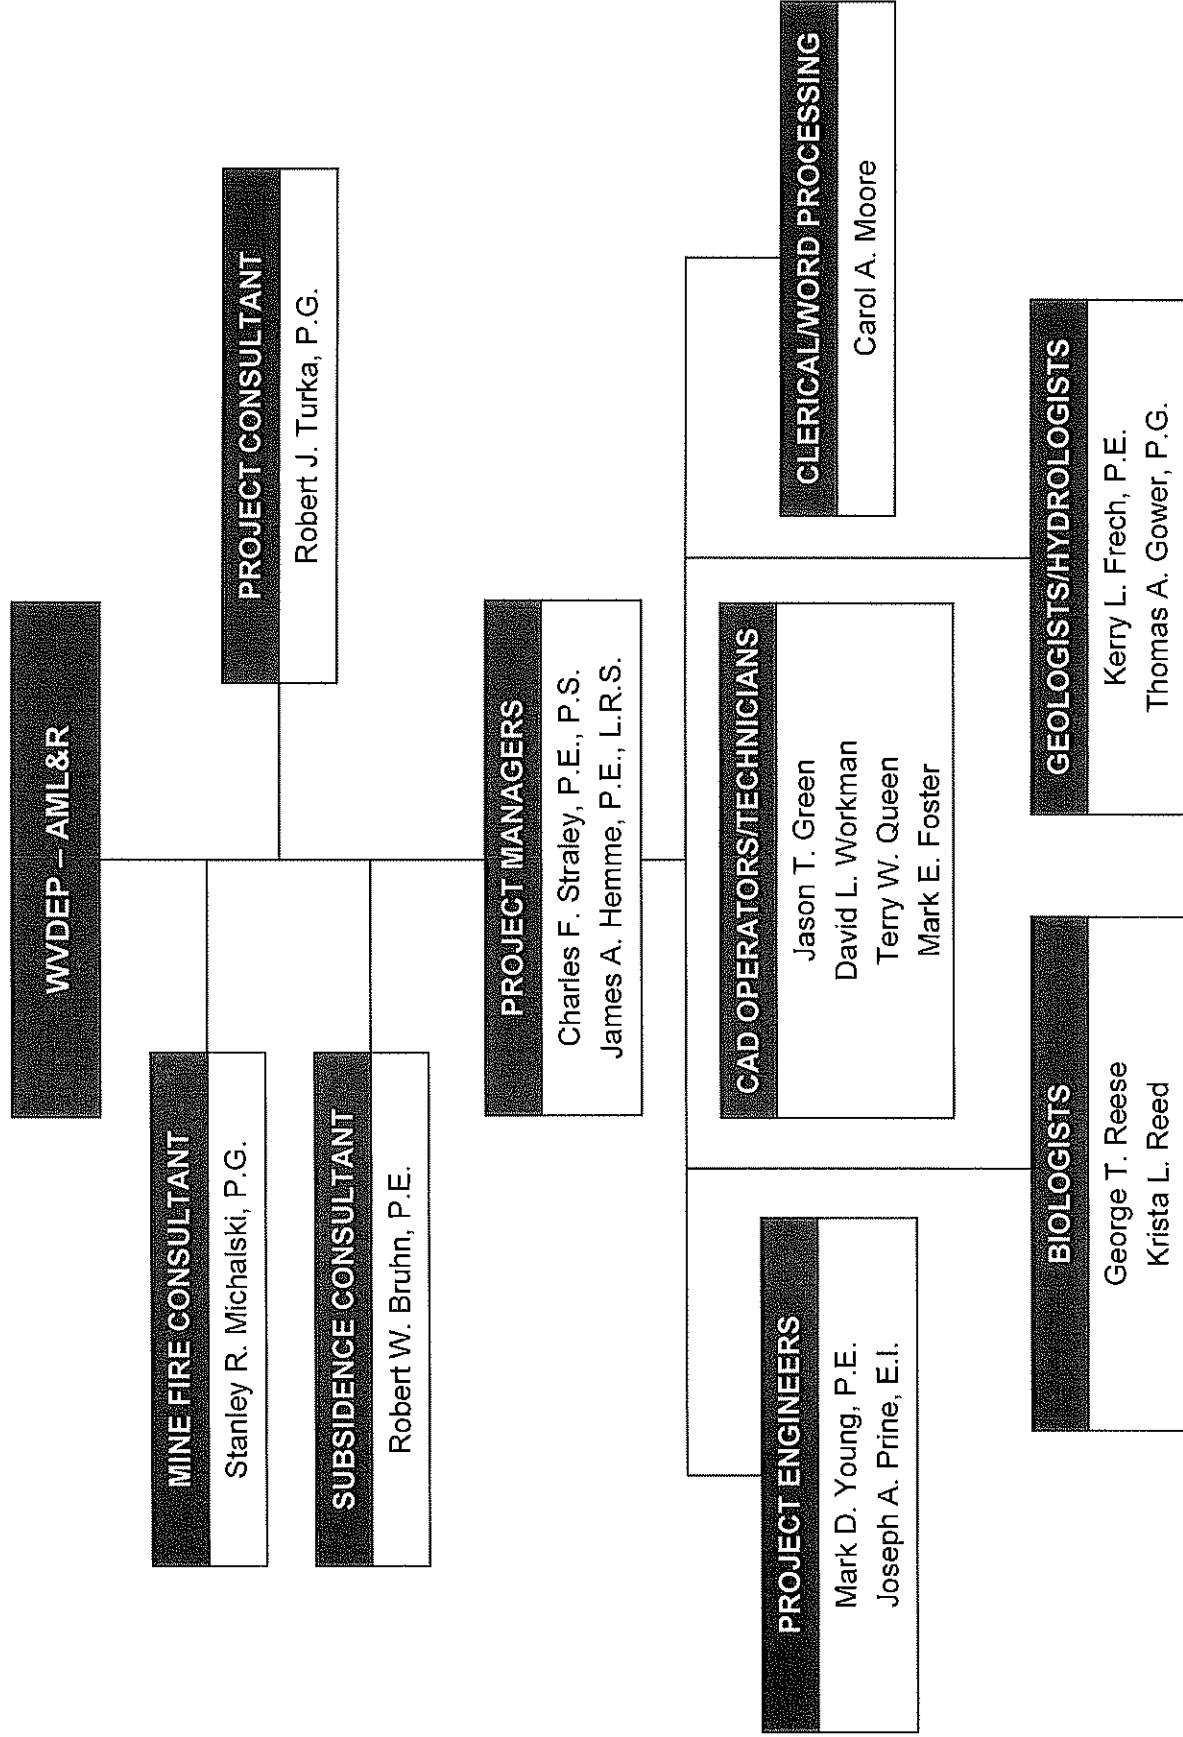 WVDEP – AML&R
MINE FIRE CONSULTANT
Stanley R. Michalski, P.G.
PROJECT CONSULTANT
Robert J. Turka, P.G.
SUBSIDENCE CONSULTANT
Robert W. Bruhn, P.E.
PROJECT MANAGERS
Charles F. Straley, P.E., P.S.
James A. Hemme, P.E., L.R.S.
PROJECT ENGINEERS
Mark D. Young, P.E.
Joseph A. Prine, E.I.
CAD OPERATORS/TECHNICIANS
Jason T. Green
David L. Workman
Terry W. Queen
Mark E. Foster
CLERICAL/WORD PROCESSING
Carol A. Moore
BIOLOGISTS
George T. Reese
Krista L. Reed
GEOLOGISTS/HYDROLOGISTS
Kerry L. Frech, P.E.
Thomas A. Gower, P.G.